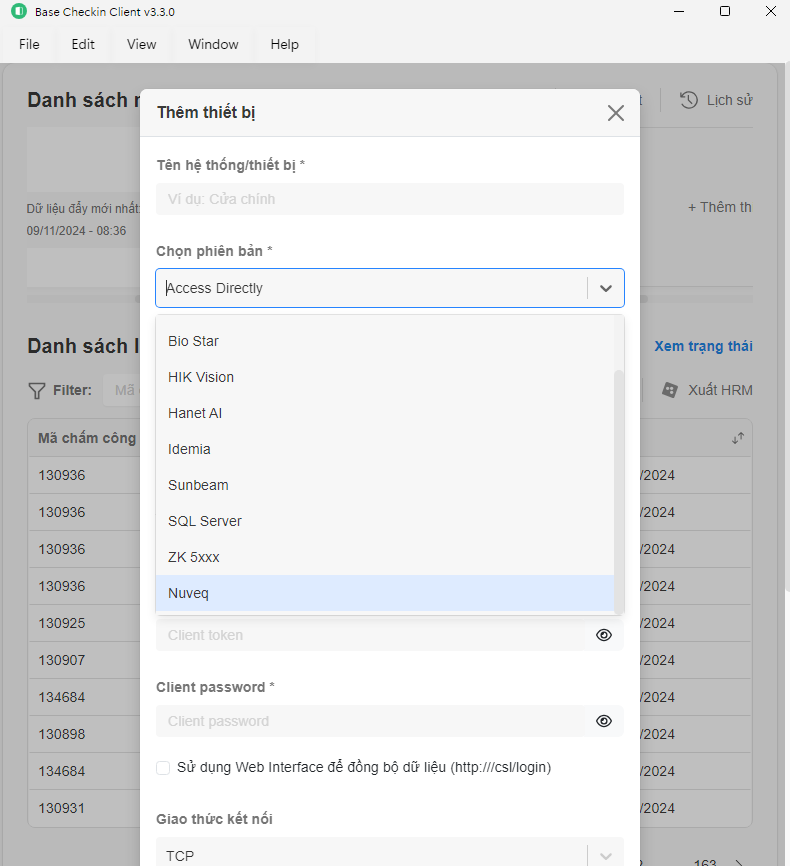 Base Checkin Client v3.3.0
File Edit View Window Help
Danh sách
Lịch sử
Thêm thiết bị
Tên hệ thống/thiết bị *
Ví dụ: Cửa chính
Dữ liệu đẩy mới nhất:
09/11/2024 - 08:36
+ Thêm th
Chọn phiên bản *
Access Directly
Bio Star
HIK Vision
Hanet AI
Idemia
Sunbeam
SQL Server
ZK 5xxx
Nuveq
Danh sách
Xem trạng thái
Filter:
Mã
Xuất HRM
Mã chấm công
130936 /2024
130936 /2024
130936 /2024
130936 /2024
130925 /2024
130907 /2024
134684 /2024
130898 /2024
134684 /2024
130931 /2024
Client token
Client password *
Client password
Sử dụng Web Interface để đồng bộ dữ liệu (http:///csl/login)
Giao thức kết nối
TCP
163